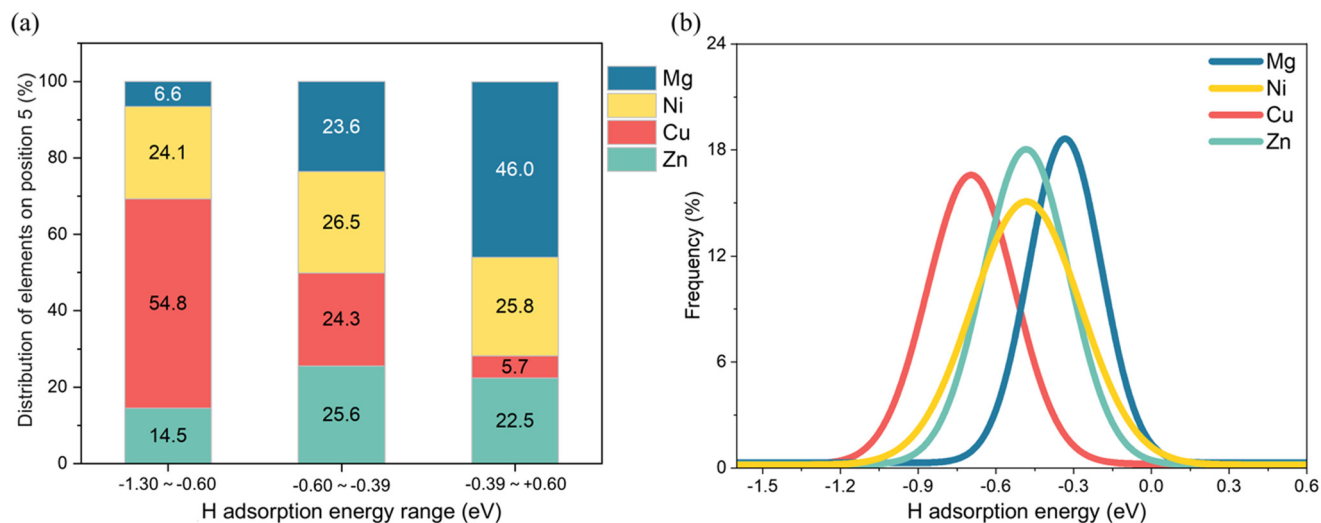 (a)
Distribution of elements on position 5 (%)
100
80
60
40
20
0
6.6
24.1
54.8
14.5
23.6
26.5
24.3
25.6
46.0
25.8
5.7
22.5
Mg
Ni
Cu
Zn
-1.30 ~ -0.60
-0.60 ~ -0.39
-0.39 ~ +0.60
H adsorption energy range (eV)
(b)
Frequency (%)
24
18
12
6
0
Mg
Ni
Cu
Zn
-1.5
-1.2
-0.9
-0.6
-0.3
0.0
0.3
0.6
H adsorption energy (eV)